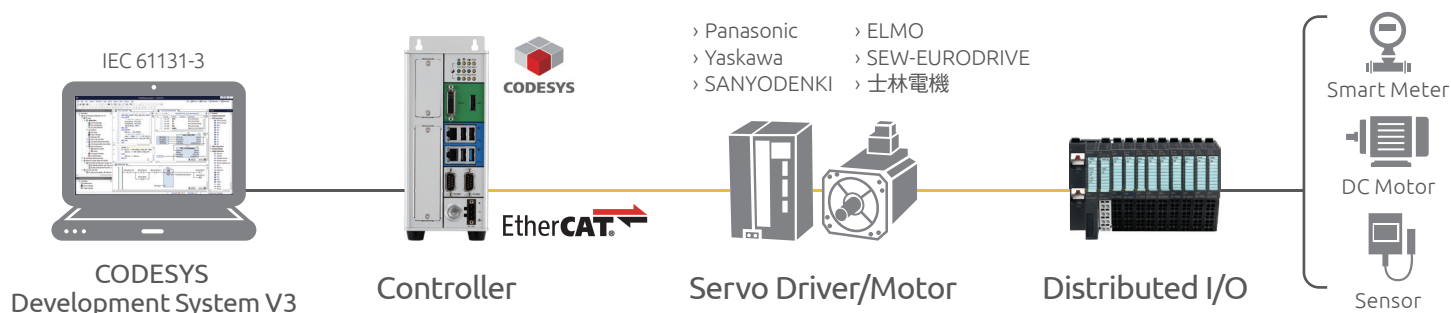 IEC 61131-3
CODESYS
Development System V3
CODESYS
EtherCAT®
Controller
› Panasonic
› Yaskawa
› SANYODENKI
› ELMO
› SEW-EURODRIVE
› 士林電機
Servo Driver/Motor
Distributed I/O
Smart Meter
DC Motor
Sensor